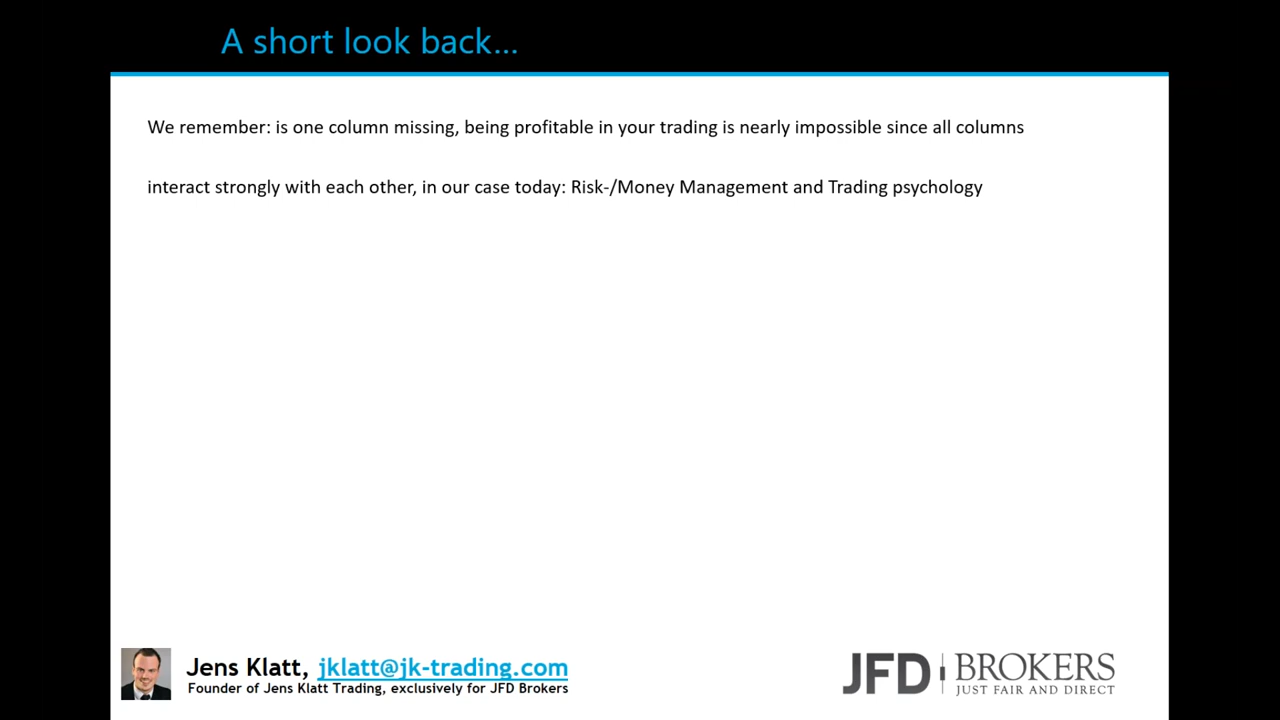 A short look back...
We remember: is one column missing, being profitable in your trading is nearly impossible since all columns
interact strongly with each other, in our case today: Risk-/Money Management and Trading psychology
Jens Klatt, jklatt@jk-trading.com
Founder of Jens Klatt Trading, exclusively for JFD Brokers
JFD BROKERS
JUST FAIR AND DIRECT